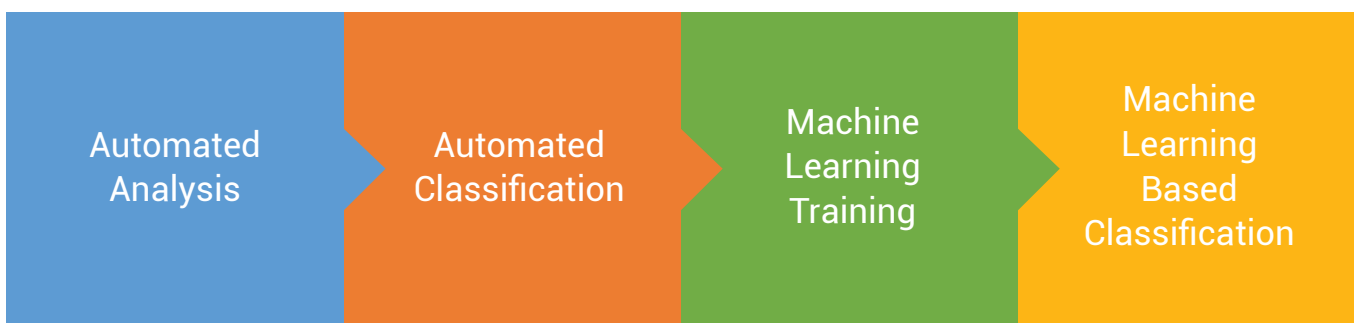 Automated
Analysis
Automated
Classification
Machine
Learning
Training
Machine
Learning
Based
Classification